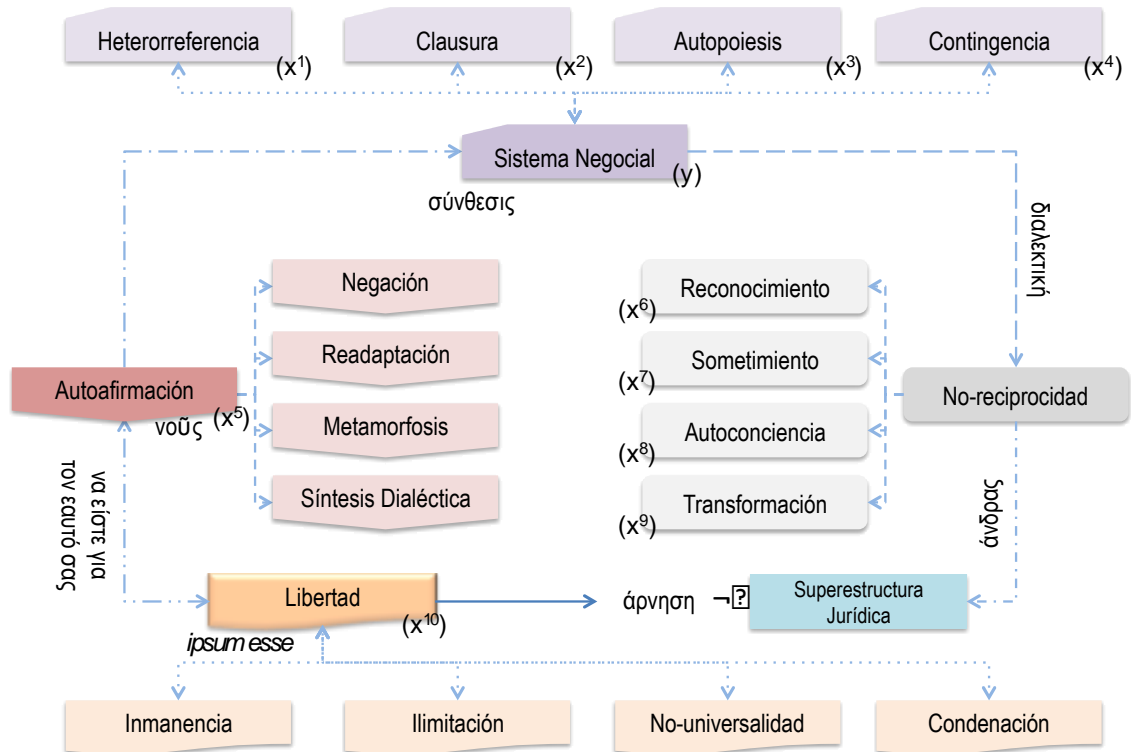 Heterorreferencia
(x¹)
Clausura
(x²)
Autopoiesis
(x³)
Contingencia
(x⁴)
Sistema Negocial
(y)
σύνθεσις
διαλεκτική
Negación
Readaptación
Metamorfosis
Síntesis Dialéctica
Reconocimiento
(x⁶)
Sometimiento
(x⁷)
Autoconciencia
(x⁸)
Transformación
(x⁹)
Autoafirmación
(x⁵)
νοῦς
No-reciprocidad
να είστε για
τον εαυτό σας
άνδρας
Libertad
(x¹⁰)
ipsum esse
άρνηση ¬
Superestructura
Jurídica
Inmanencia
Ilimitación
No-universalidad
Condenación